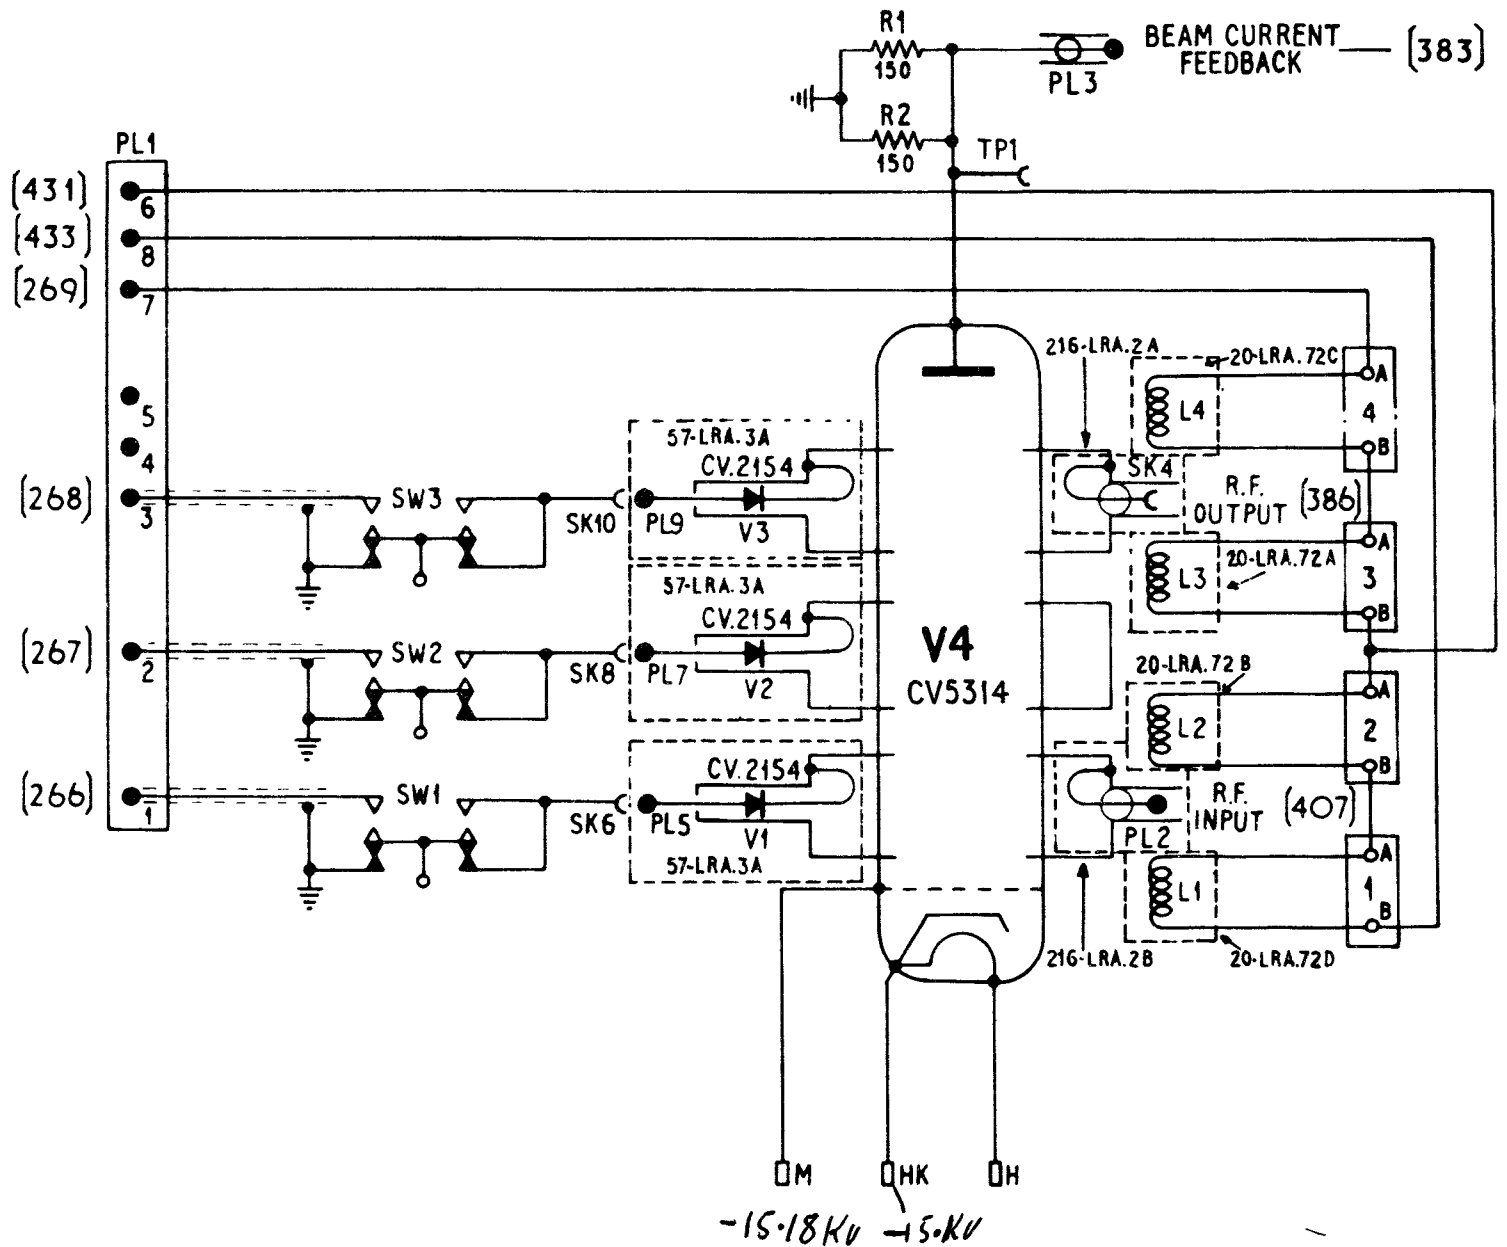 R1
150
BEAM CURRENT
FEEDBACK
[383]
PL3
R2
150
TP1
PL1
[431]
6
[433]
8
[269]
7
5
4
[268]
3
SW3
SK10
57-LRA.3A
CV.2154
PL9
V3
[267]
2
SW2
SK8
57-LRA.3A
CV.2154
PL7
V2
[266]
1
SW1
SK6
CV.2154
PL5
V1
57-LRA.3A
V4
CV5314
216-LRA.2A
20-LRA.72C
L4
A
4
B
SK4
R.F.
OUTPUT
[386]
L3
20-LRA.72A
A
3
B
20-LRA.72B
L2
A
2
B
R.F.
INPUT
[407]
PL2
L1
A
1
B
216-LRA.2B
20-LRA.72D
M
HK
H
-15.18KV -15.KV